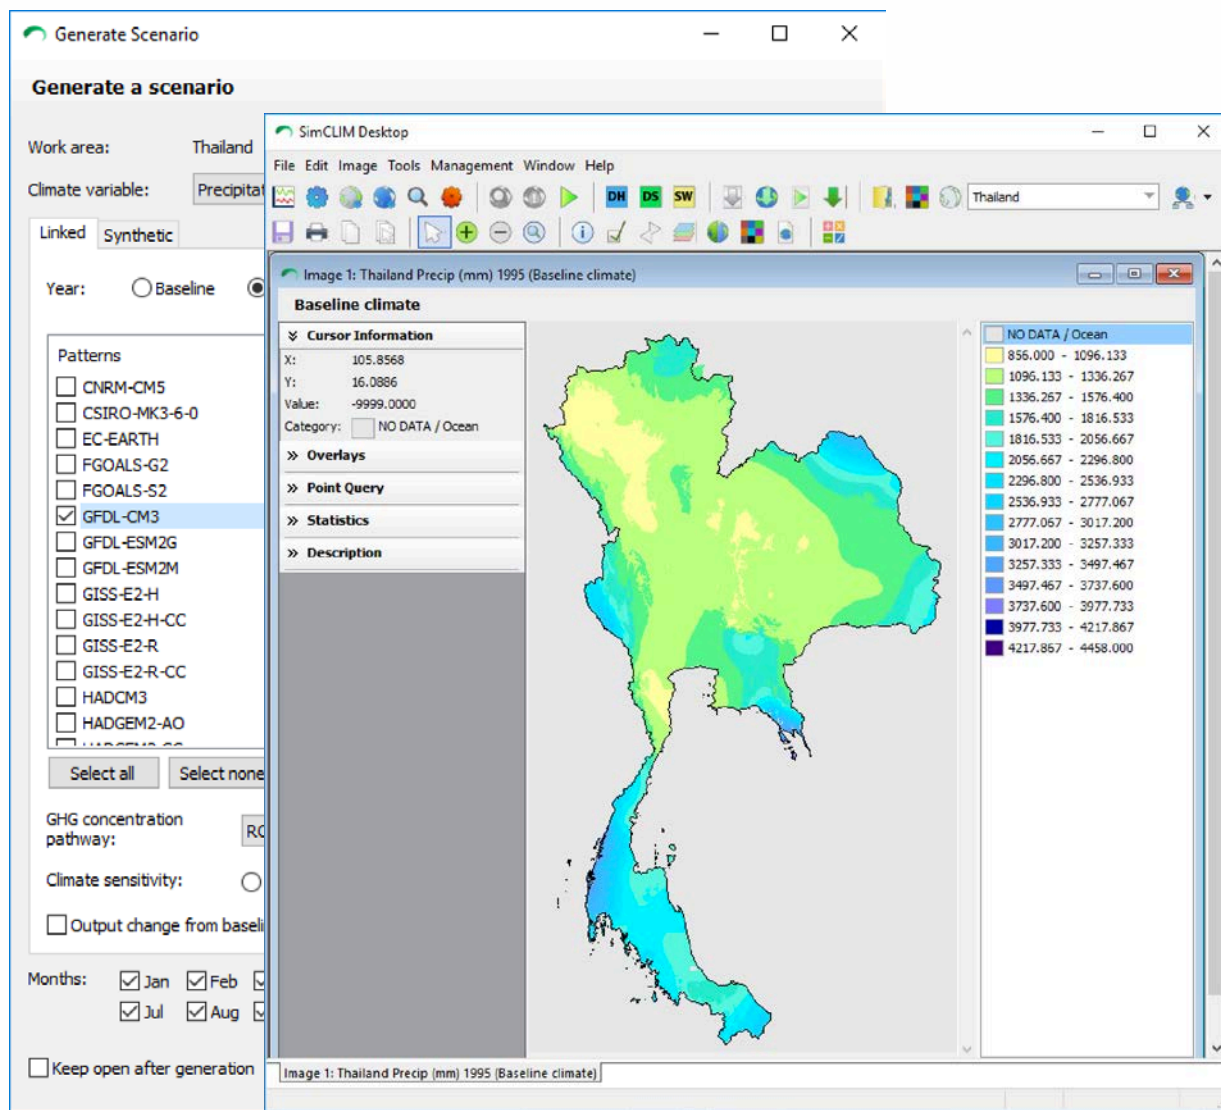 Generate Scenario
Generate a scenario
Work area: Thailand
Climate variable:
Linked Synthetic
Year: Baseline
Patterns
CNRM-CM5
CSIRO-MK3-6-0
EC-EARTH
FGOALS-G2
FGOALS-S2
GFDL-CM3
GFDL-ESM2G
GFDL-ESM2M
GISS-E2-H
GISS-E2-H-CC
GISS-E2-R
GISS-E2-R-CC
HADCM3
HADGEM2-AO
Select all Select none
GHG concentration
pathway:
Climate sensitivity:
Output change from
Months: Jan Feb
Jul Aug
Keep open after generation
SimCLIM Desktop
File Edit Image Tools Management Window Help
DH DS SW Thailand
Image 1: Thailand Precip (mm) 1995 (Baseline climate)
Baseline climate
Cursor Information
X: 105.8568
Y: 16.0886
Value: -9999.0000
Category: NO DATA / Ocean
Overlays
Point Query
Statistics
Description
NO DATA / Ocean
856.000 - 1096.133
1096.133 - 1336.267
1336.267 - 1576.400
1576.400 - 1816.533
1816.533 - 2056.667
2056.667 - 2296.800
2296.800 - 2536.933
2536.933 - 2777.067
2777.067 - 3017.200
3017.200 - 3257.333
3257.333 - 3497.467
3497.467 - 3737.600
3737.600 - 3977.733
3977.733 - 4217.867
4217.867 - 4458.000
Image 1: Thailand Precip (mm) 1995 (Baseline climate)